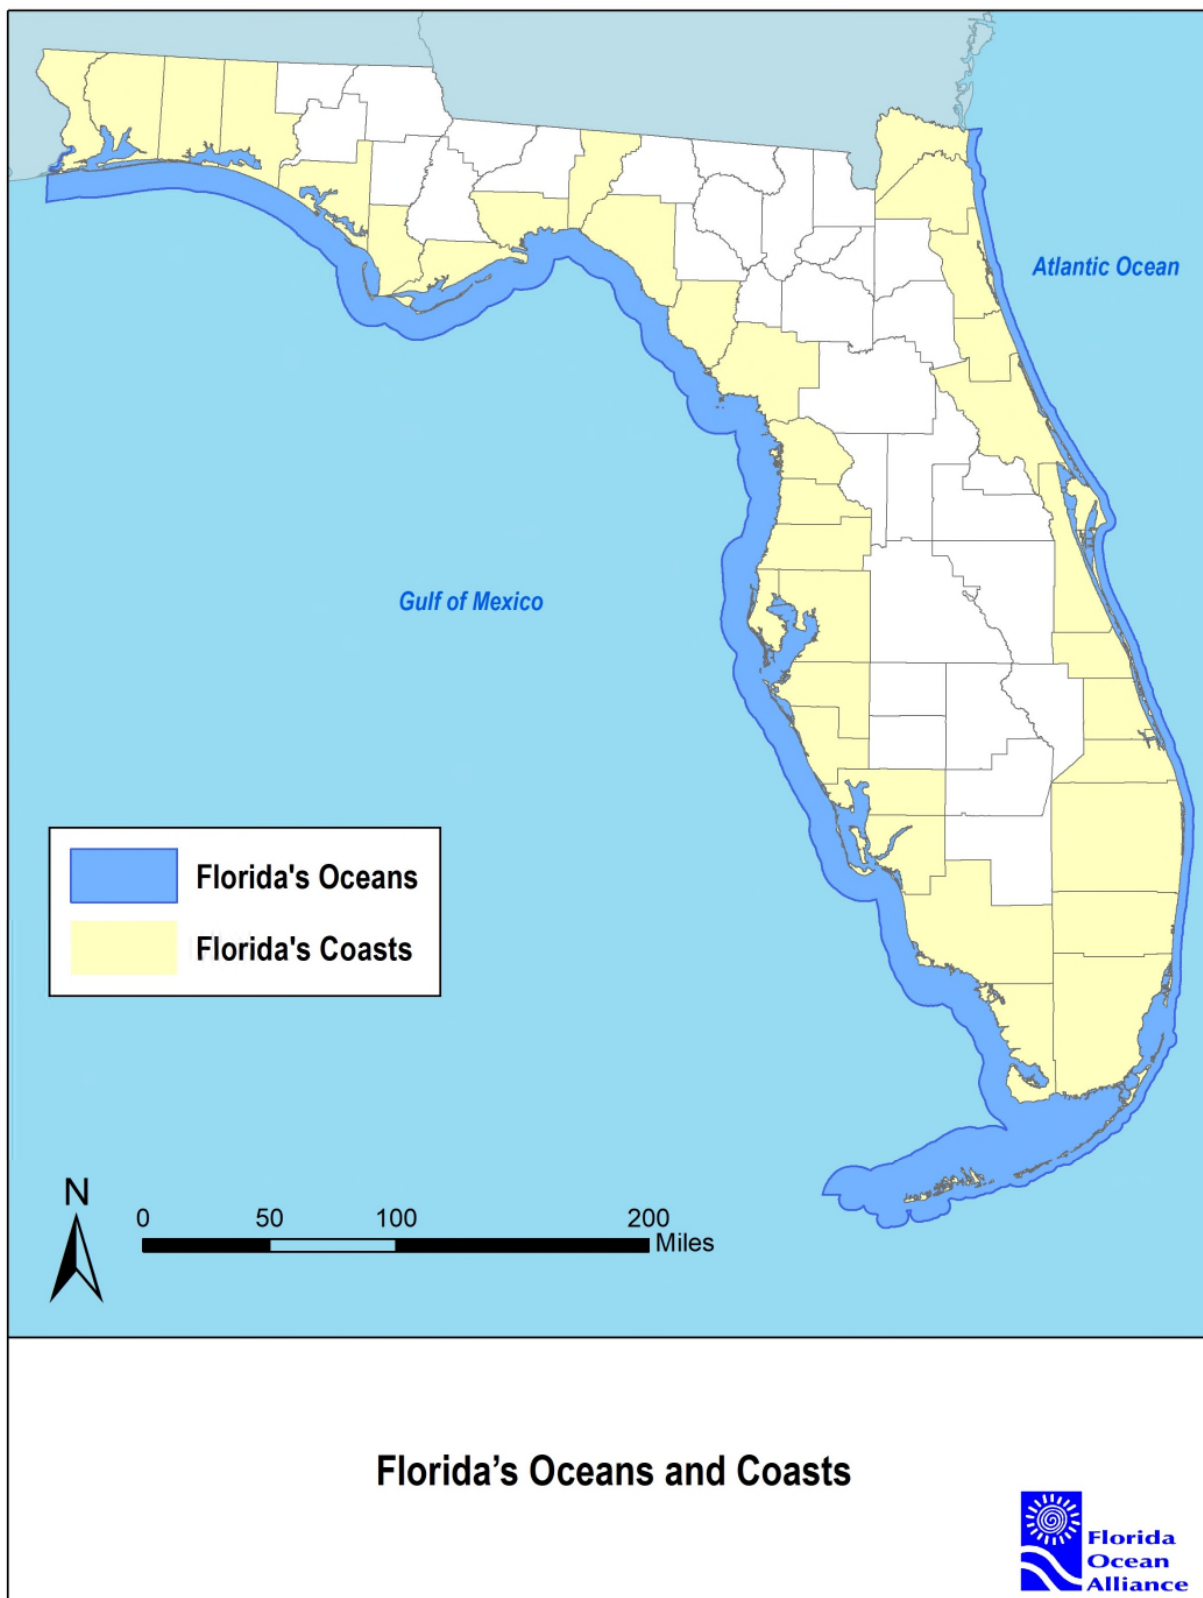 Atlantic Ocean
Gulf of Mexico
Florida's Oceans
Florida's Coasts
N
0 50 100 200
Miles
Florida’s Oceans and Coasts
Florida
Ocean
Alliance